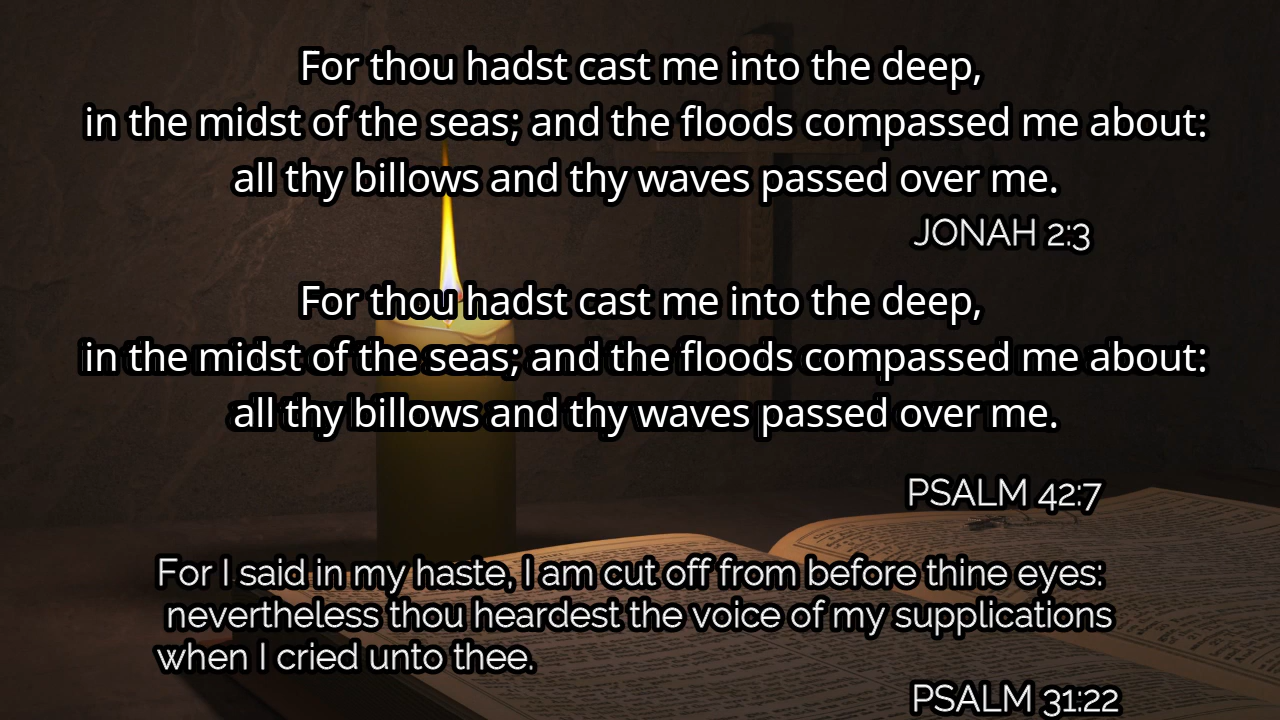 For thou hadst cast me into the deep,
in the midst of the seas; and the floods compassed me about:
all thy billows and thy waves passed over me.
JONAH 2:3
For thou hadst cast me into the deep,
in the midst of the seas; and the floods compassed me about:
all thy billows and thy waves passed over me.
PSALM 42:7
For I said in my haste, I am cut off from before thine eyes:
nevertheless thou heardest the voice of my supplications
when I cried unto thee.
PSALM 31:22